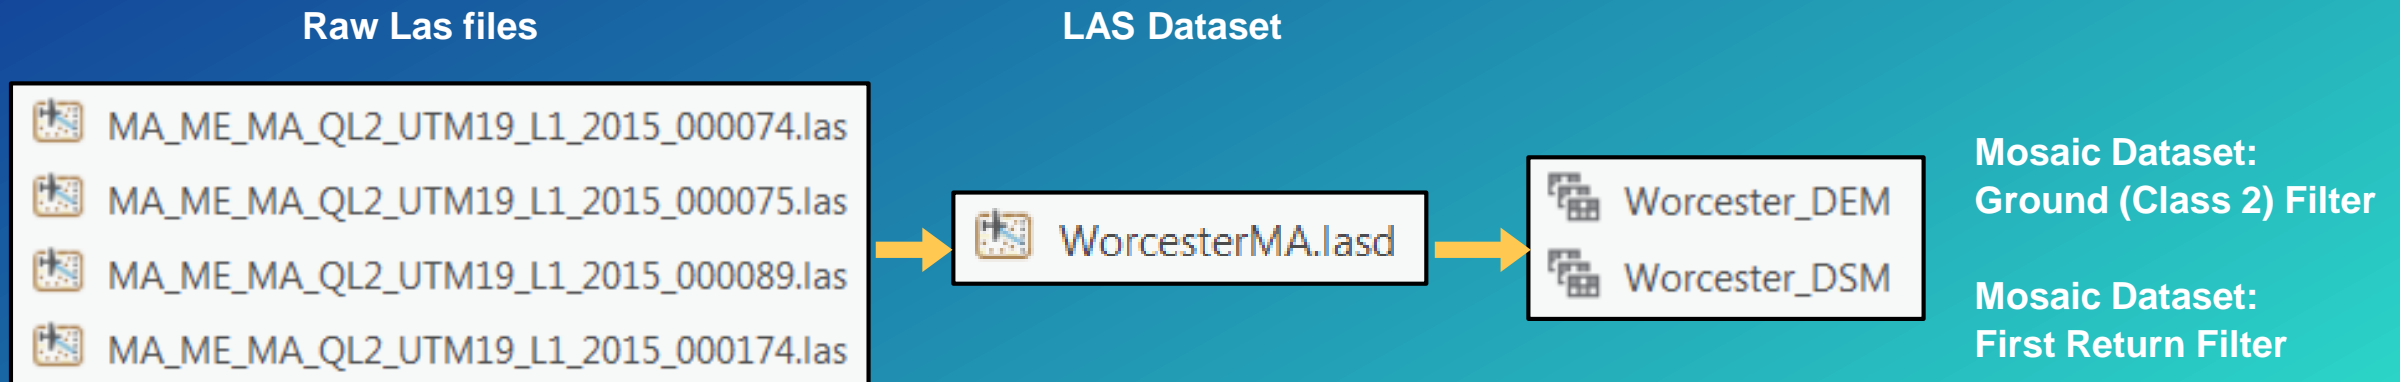 Raw Las files
LAS Dataset
MA_ME_MA_QL2_UTM19_L1_2015_000074.las
MA_ME_MA_QL2_UTM19_L1_2015_000075.las
MA_ME_MA_QL2_UTM19_L1_2015_000089.las
MA_ME_MA_QL2_UTM19_L1_2015_000174.las
WorcesterMA.lasd
Worcester_DEM
Worcester_DSM
Mosaic Dataset:
Ground (Class 2) Filter
Mosaic Dataset:
First Return Filter